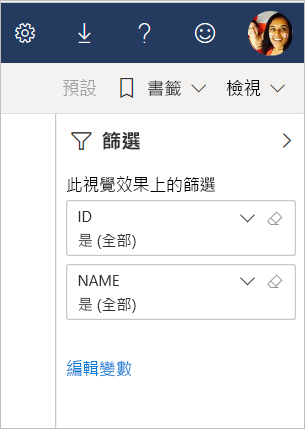 預設 書籤 檢視
篩選
此視覺效果上的篩選
ID
是 (全部)
NAME
是 (全部)
編輯變數